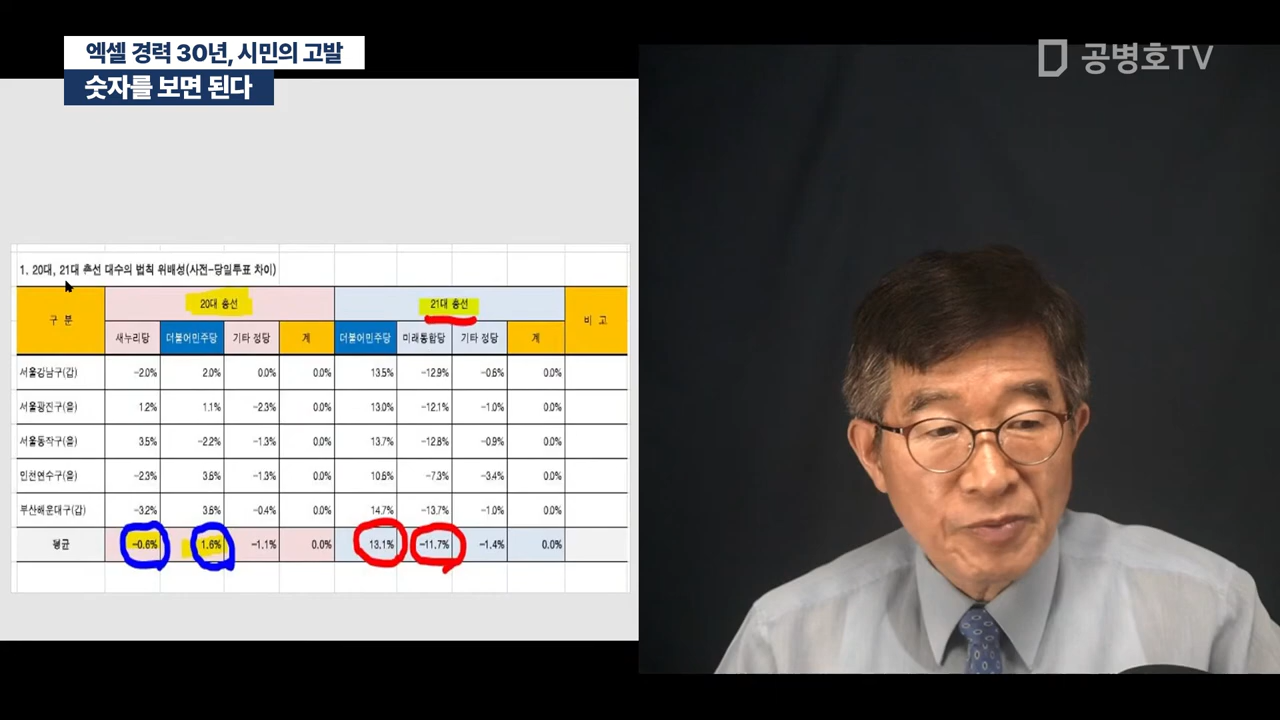 엑셀 경력 30년, 시민의 고발
숫자를 보면 된다
공병호TV
1. 20대, 21대 총선 대수의 법칙 위배성(사전-당일투표 차이)
구 분 20대 총선 21대 총선 비 고
새누리당 더불어민주당 기타 정당 계 더불어민주당 미래통합당 기타 정당 계
서울강남구(갑) -2.0% 2.0% 0.0% 0.0% 13.5% -12.9% -0.6% 0.0%
서울광진구(을) 1.2% 1.1% -2.3% 0.0% 13.0% -12.1% -1.0% 0.0%
서울동작구(을) 3.5% -2.2% -1.3% 0.0% 13.7% -12.8% -0.9% 0.0%
인천연수구(을) -2.3% 3.6% -1.3% 0.0% 10.6% -7.3% -3.4% 0.0%
부산해운대구(갑) -3.2% 3.6% -0.4% 0.0% 14.7% -13.7% -1.0% 0.0%
평균 -0.6% 1.6% -1.1% 0.0% 13.1% -11.7% -1.4% 0.0%